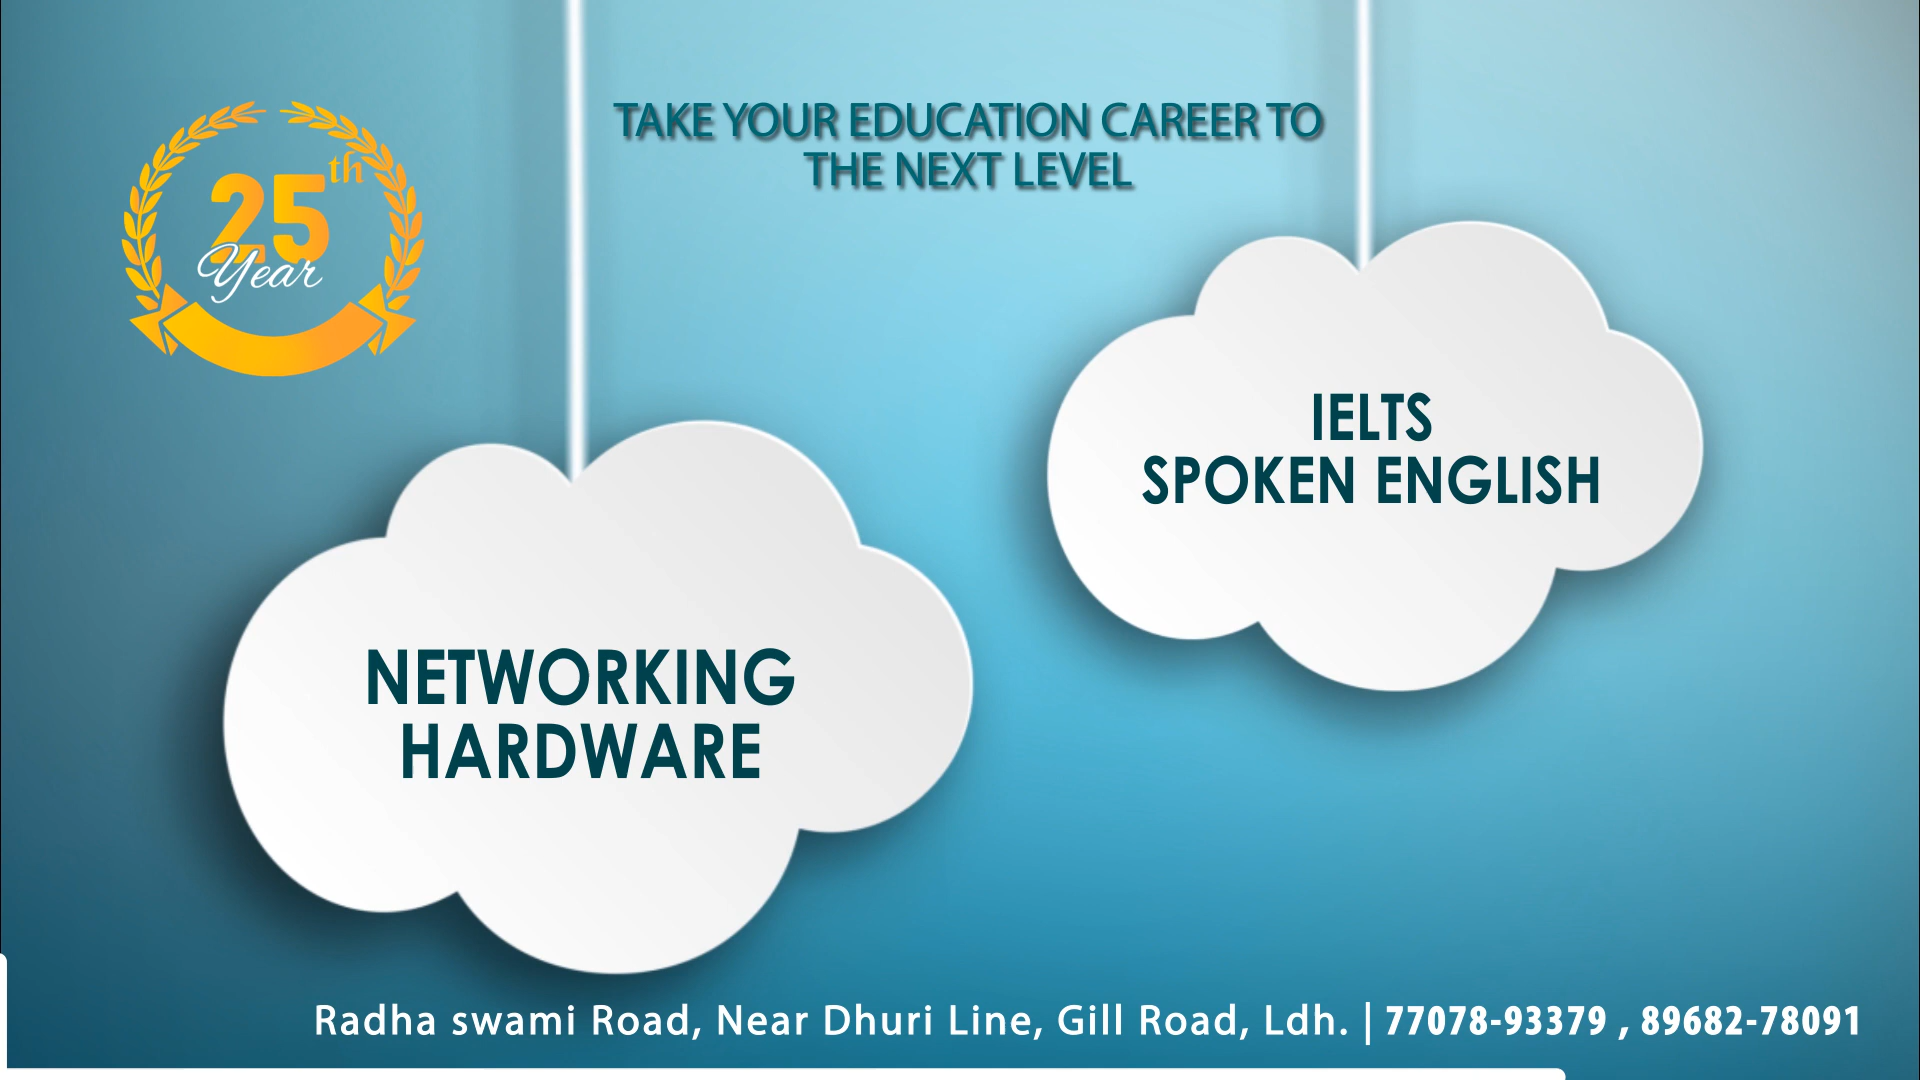 TAKE YOUR EDUCATION CAREER TO
THE NEXT LEVEL
25th
Year
IELTS
SPOKEN ENGLISH
NETWORKING
HARDWARE
Radha swami Road, Near Dhuri Line, Gill Road, Ldh. | 77078-93379 , 89682-78091